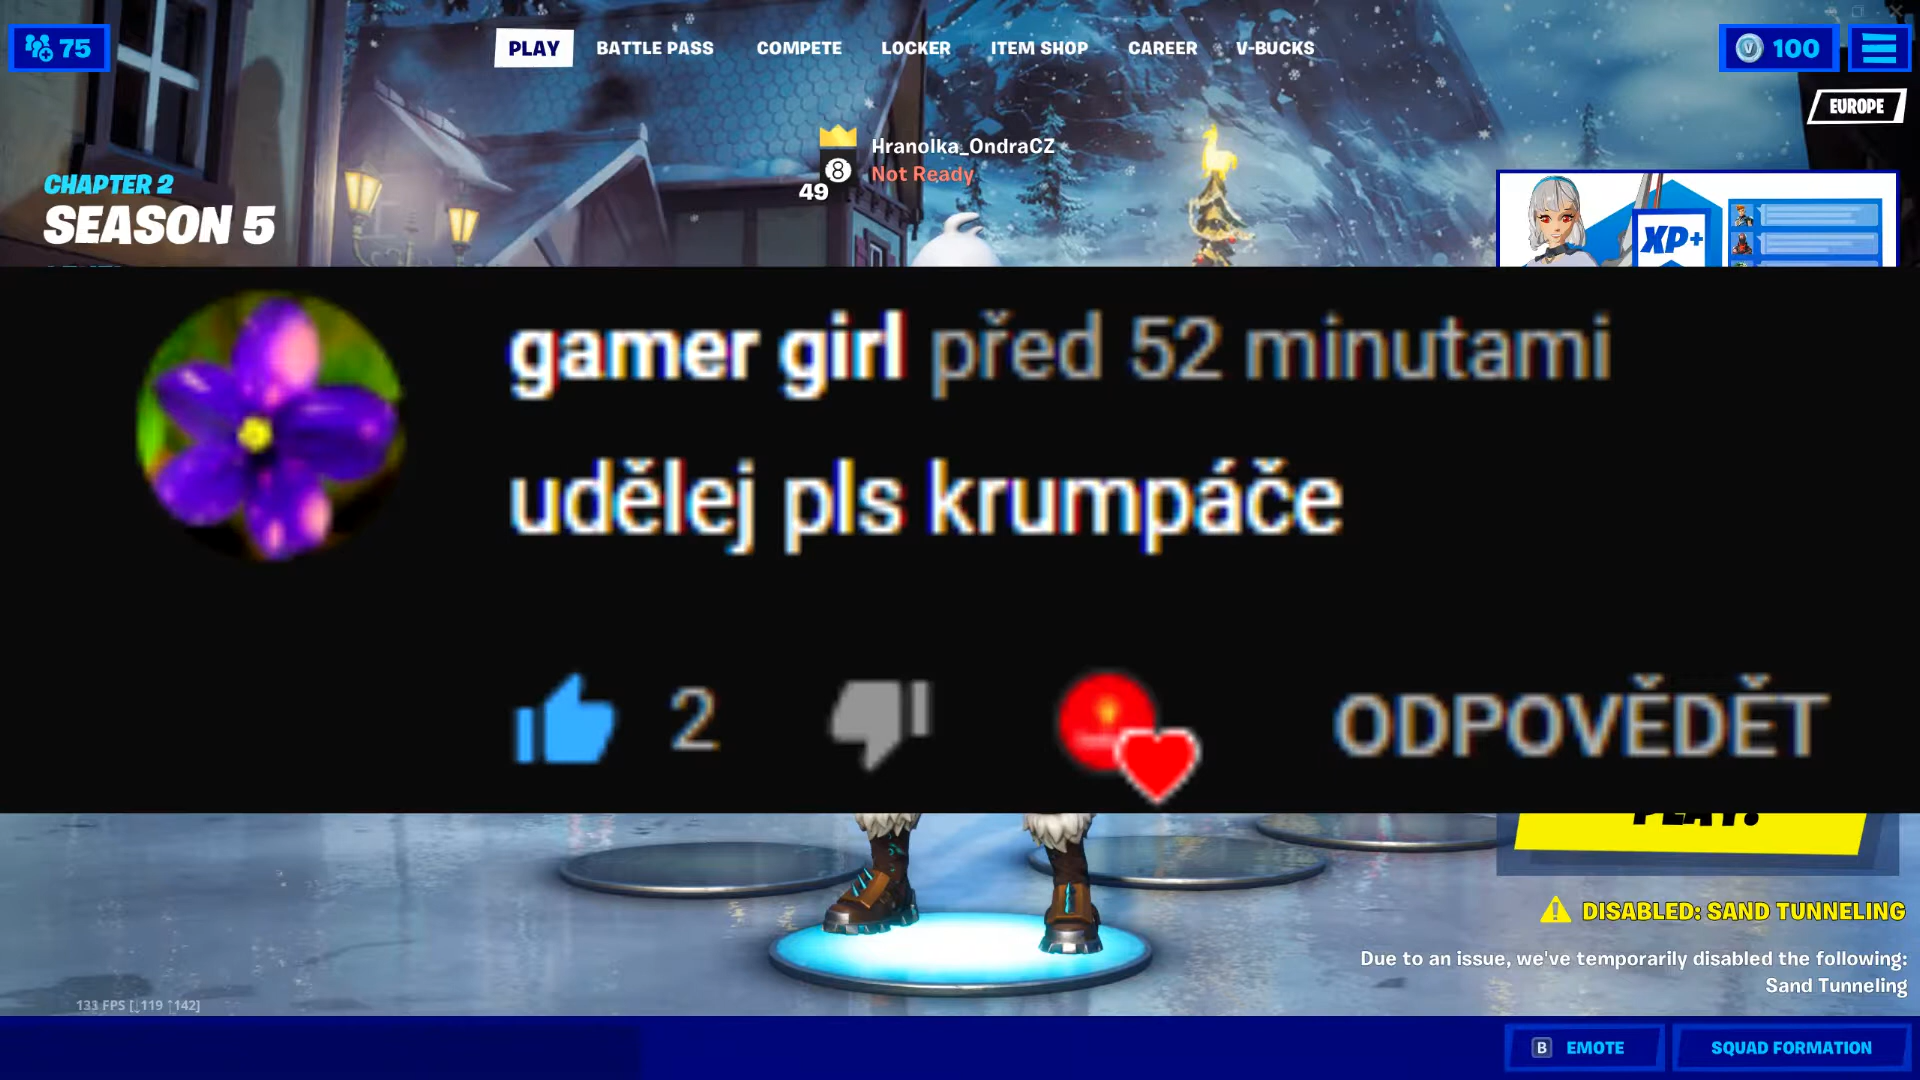 75
PLAY
BATTLE PASS
COMPETE
LOCKER
ITEM SHOP
CAREER
V-BUCKS
100
EUROPE
Hranolka_OndraCZ
Not Ready
8
49
CHAPTER 2
SEASON 5
XP+
gamer girl před 52 minutami
udělej pls krumpáče
2
ODPOVĚDĚT
PLAY!
DISABLED: SAND TUNNELING
Due to an issue, we've temporarily disabled the following:
Sand Tunneling
133 FPS [↓119 ↑142]
B EMOTE
SQUAD FORMATION